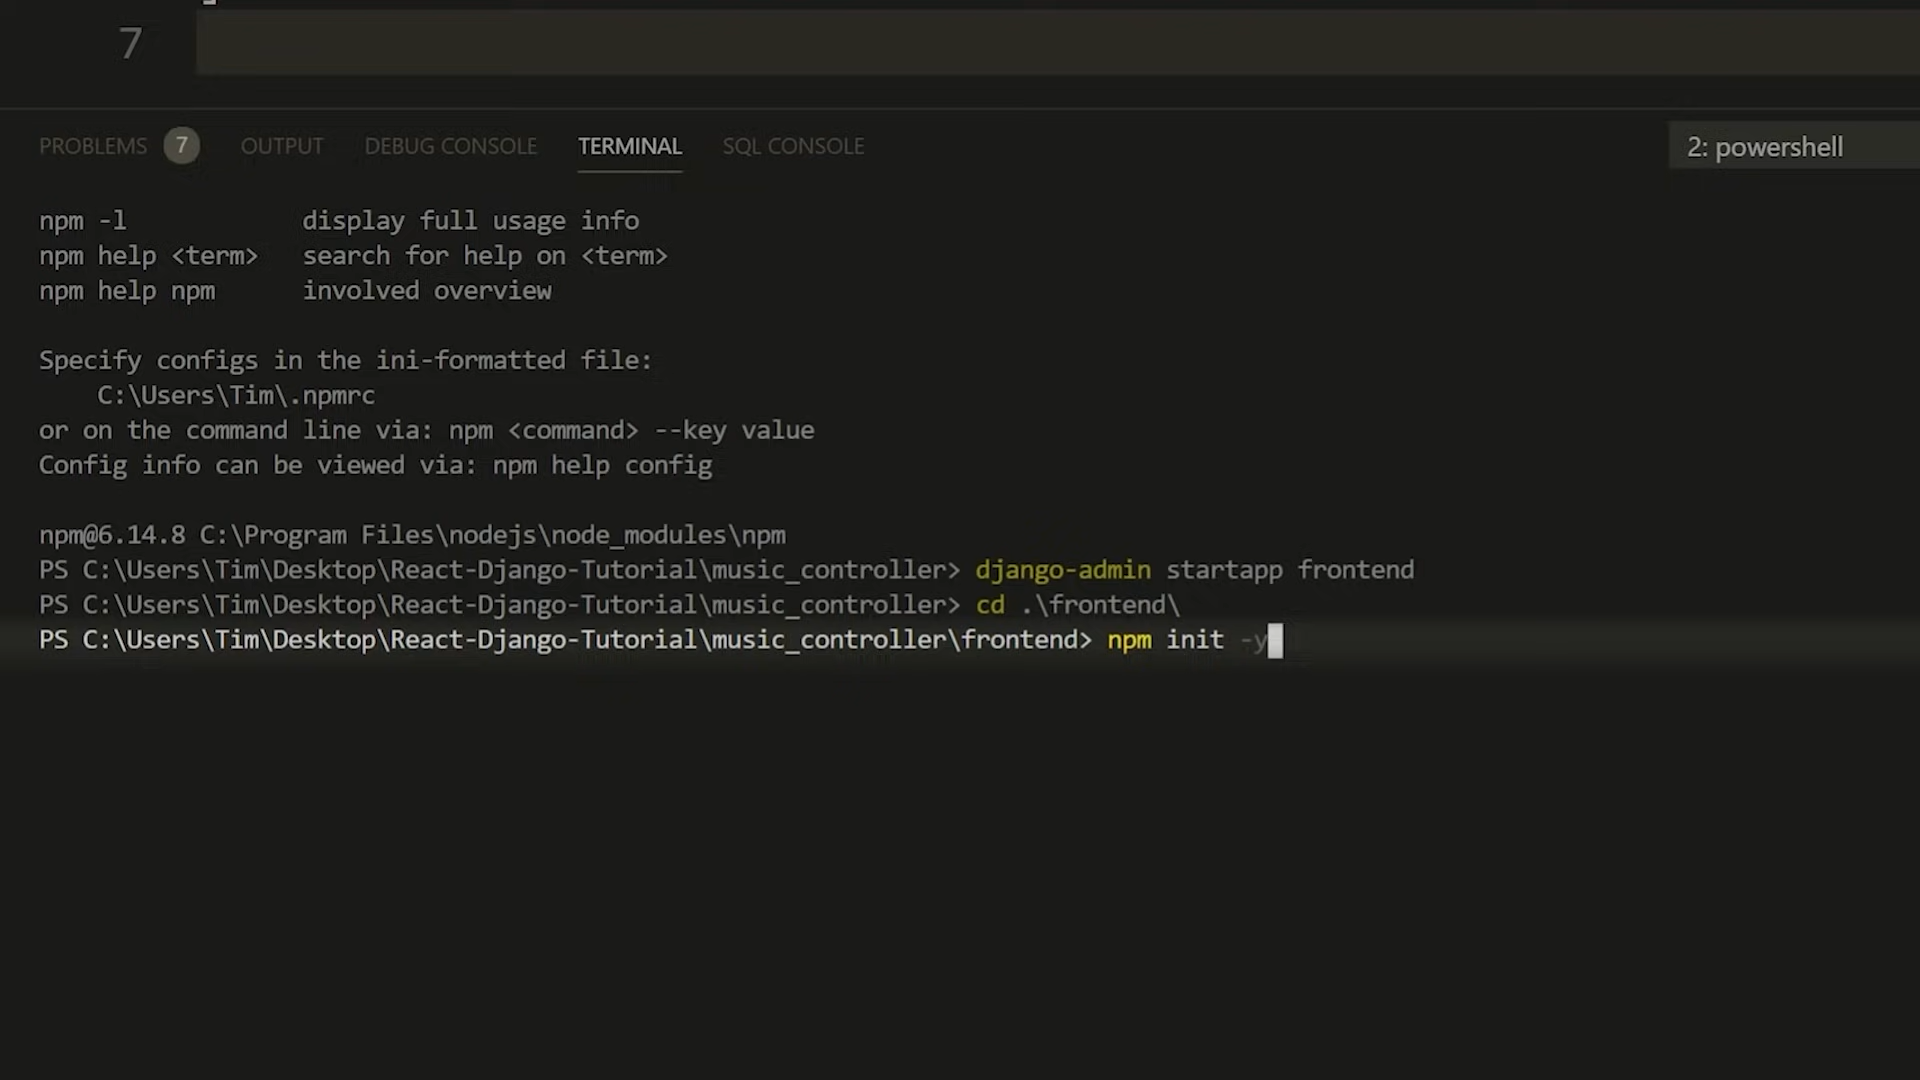 7
PROBLEMS 7 OUTPUT DEBUG CONSOLE TERMINAL SQL CONSOLE 2: powershell
npm -l display full usage info
npm help <term> search for help on <term>
npm help npm involved overview
Specify configs in the ini-formatted file:
C:\Users\Tim\.npmrc
or on the command line via: npm <command> --key value
Config info can be viewed via: npm help config
npm@6.14.8 C:\Program Files\nodejs\node_modules\npm
PS C:\Users\Tim\Desktop\React-Django-Tutorial\music_controller> django-admin startapp frontend
PS C:\Users\Tim\Desktop\React-Django-Tutorial\music_controller> cd .\frontend\
PS C:\Users\Tim\Desktop\React-Django-Tutorial\music_controller\frontend> npm init -y